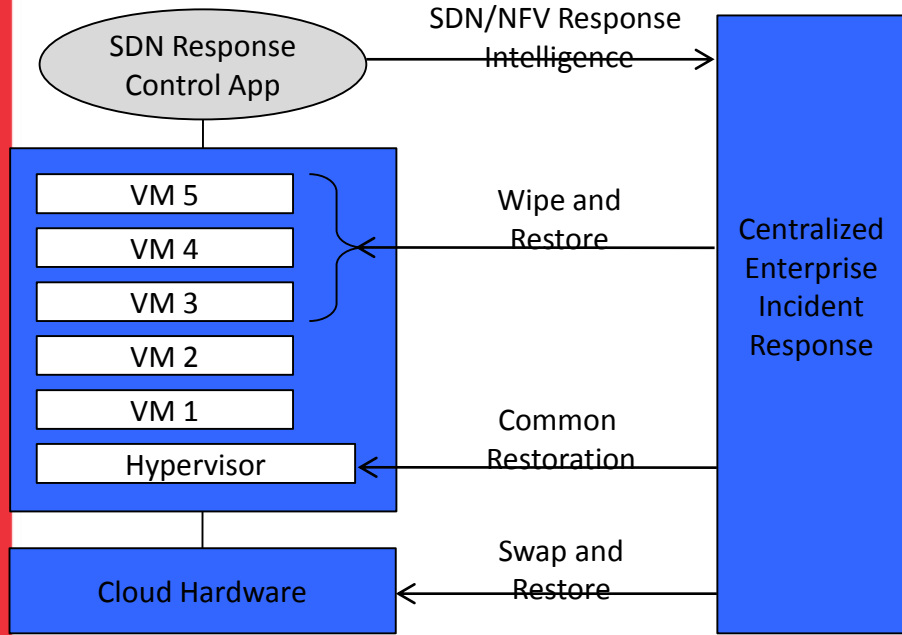 SDN Response
Control App
SDN/NFV Response
Intelligence
VM 5
VM 4
VM 3
VM 2
VM 1
Hypervisor
Wipe and
Restore
Common
Restoration
Centralized
Enterprise
Incident
Response
Cloud Hardware
Swap and
Restore